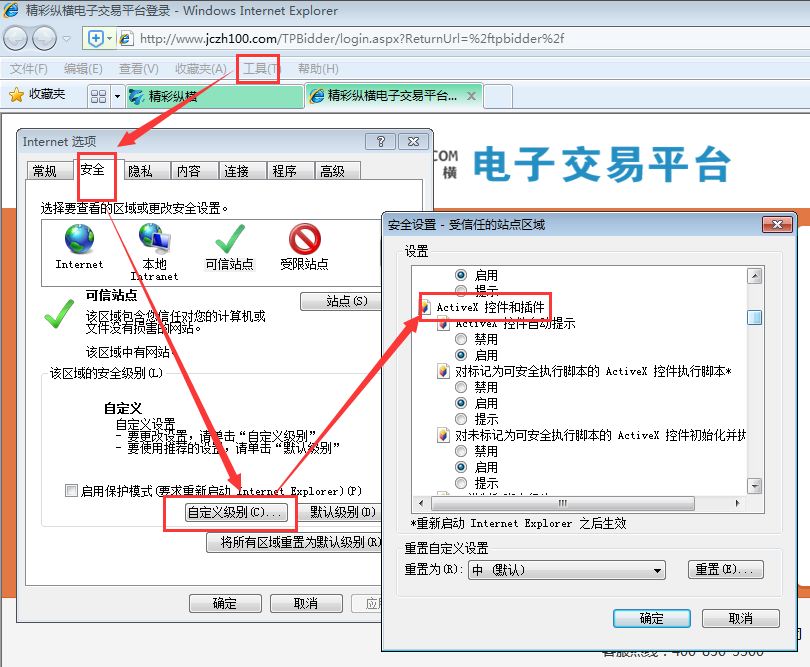 精彩纵横电子交易平台登录 - Windows Internet Explorer
http://www.jczh100.com/TPBidder/login.aspx?ReturnUrl=%2ftpbidder%2f
文件(F) 编辑(E) 查看(V) 收藏夹(A) 工具(T) 帮助(H)
收藏夹 精彩纵横 精彩纵横电子交易平台...
Internet 选项
常规 安全 隐私 内容 连接 程序 高级
选择要查看的区域或更改安全设置。
Internet 本地 Intranet 可信站点 受限站点
可信站点
站点(S)
该区域包含您信任对您的计算机或
文件没有损害的网站。
该区域中有网站
该区域的安全级别(L)
自定义
自定义设置
- 要更改设置，请单击“自定义级别”
- 要使用推荐的设置，请单击“默认级别”
启用保护模式(要求重新启动 Internet Explorer)(P)
自定义级别(C)... 默认级别(D)
将所有区域重置为默认级别(R)
确定 取消 应
COM
横
电子交易平台
安全设置 - 受信任的站点区域
设置
启用
提示
ActiveX 控件和插件
ActiveX 控件自动提示
禁用
启用
对标记为可安全执行脚本的 ActiveX 控件执行脚本*
禁用
启用
提示
对未标记为可安全执行脚本的 ActiveX 控件初始化并执
禁用
启用
提示
*重新启动 Internet Explorer 之后生效
重置自定义设置
重置为(R): 中 (默认) 重置(E)...
确定 取消